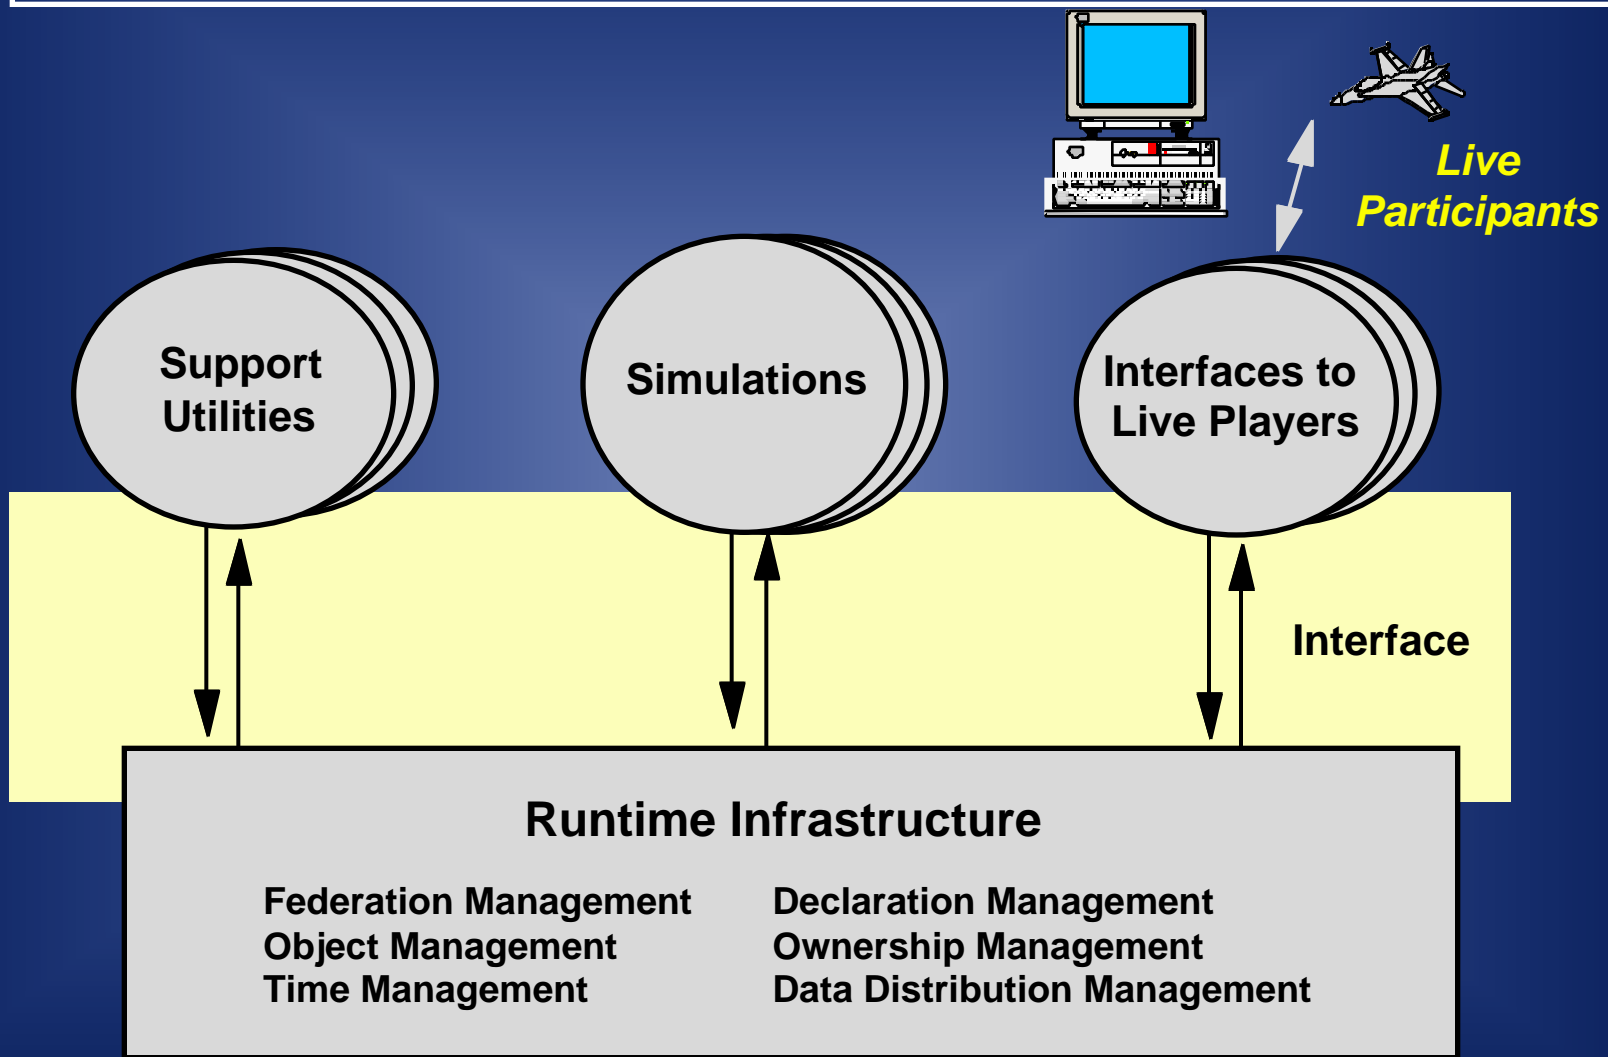 Live
Participants
Support
Utilities
Simulations
Interfaces to
Live Players
Interface
Runtime Infrastructure
Federation Management
Object Management
Time Management
Declaration Management
Ownership Management
Data Distribution Management